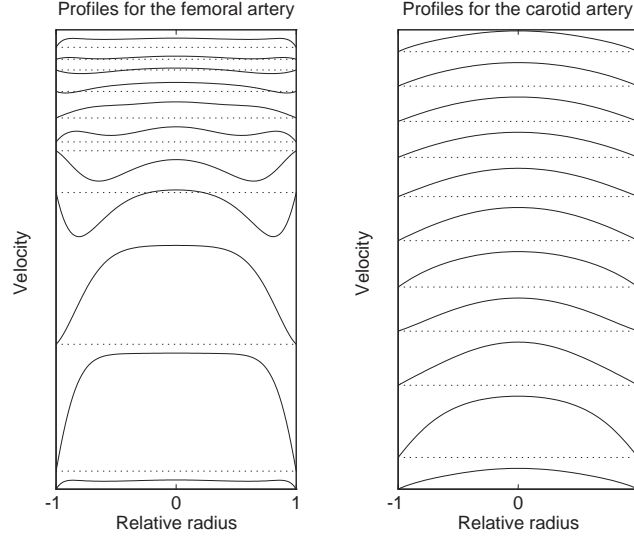 Profiles for the femoral artery
Velocity
-1 0 1
Relative radius
Profiles for the carotid artery
Velocity
-1 0
Relative radius